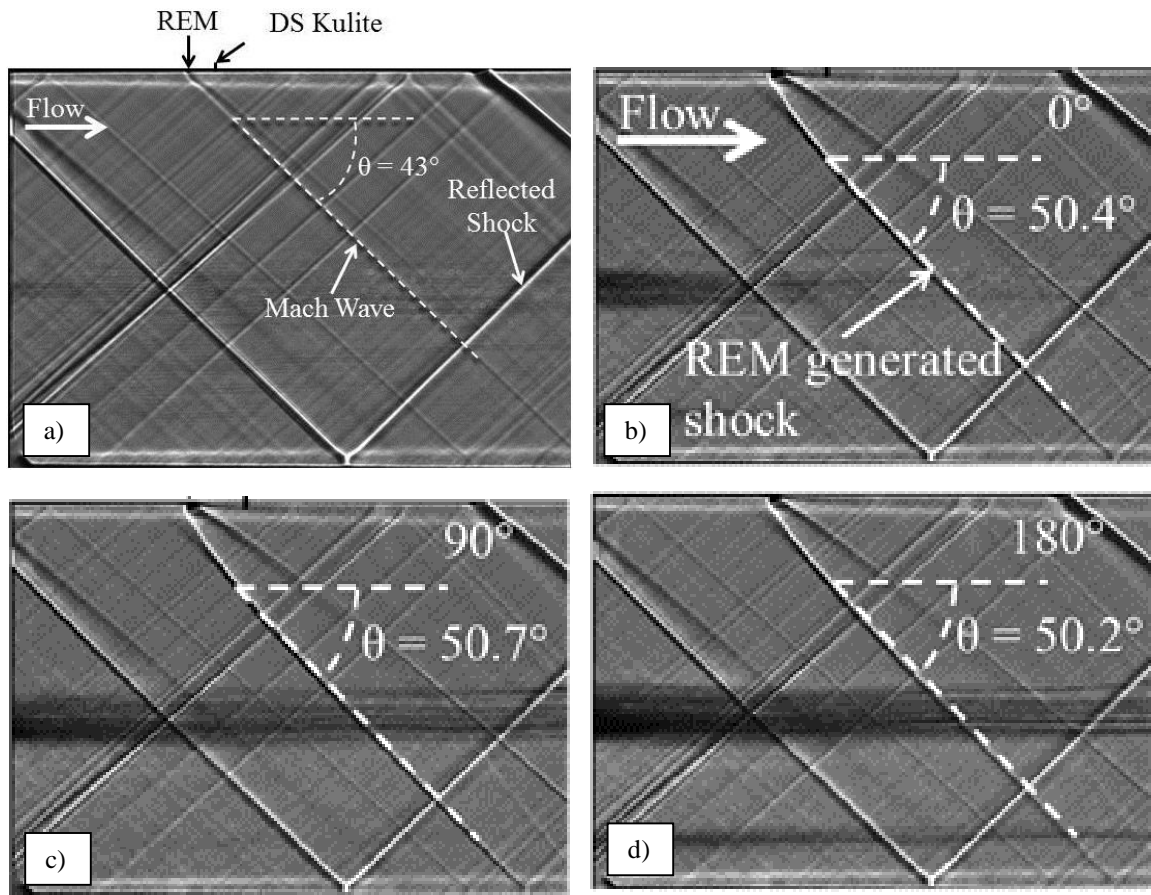 REM
DS Kulite
Flow
θ = 43°
Reflected
Shock
Mach Wave
a)
Flow
0°
θ = 50.4°
REM generated
shock
b)
90°
θ = 50.7°
c)
180°
θ = 50.2°
d)